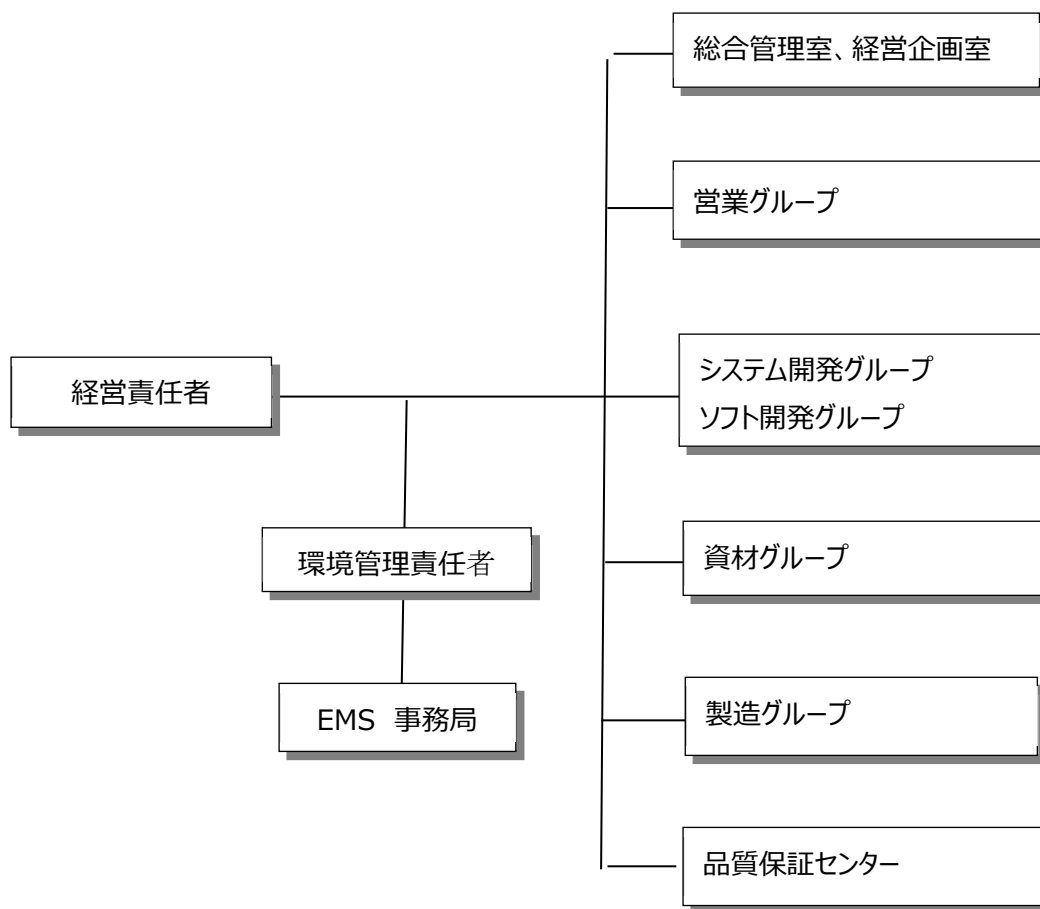 総合管理室、経営企画室
営業グループ
経営責任者
システム開発グループ
ソフト開発グループ
環境管理責任者
資材グループ
EMS 事務局
製造グループ
品質保証センター